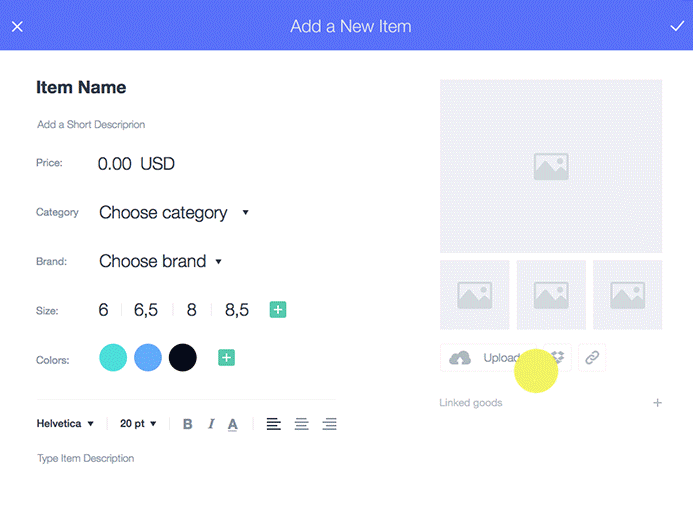 Add a New Item
Item Name
Add a Short Descriprion
Price: 0.00 USD
Category Choose category
Brand: Choose brand
Size: 6 6,5 8 8,5
Colors:
Helvetica 20 pt B I A
Type Item Description
Upload
Linked goods